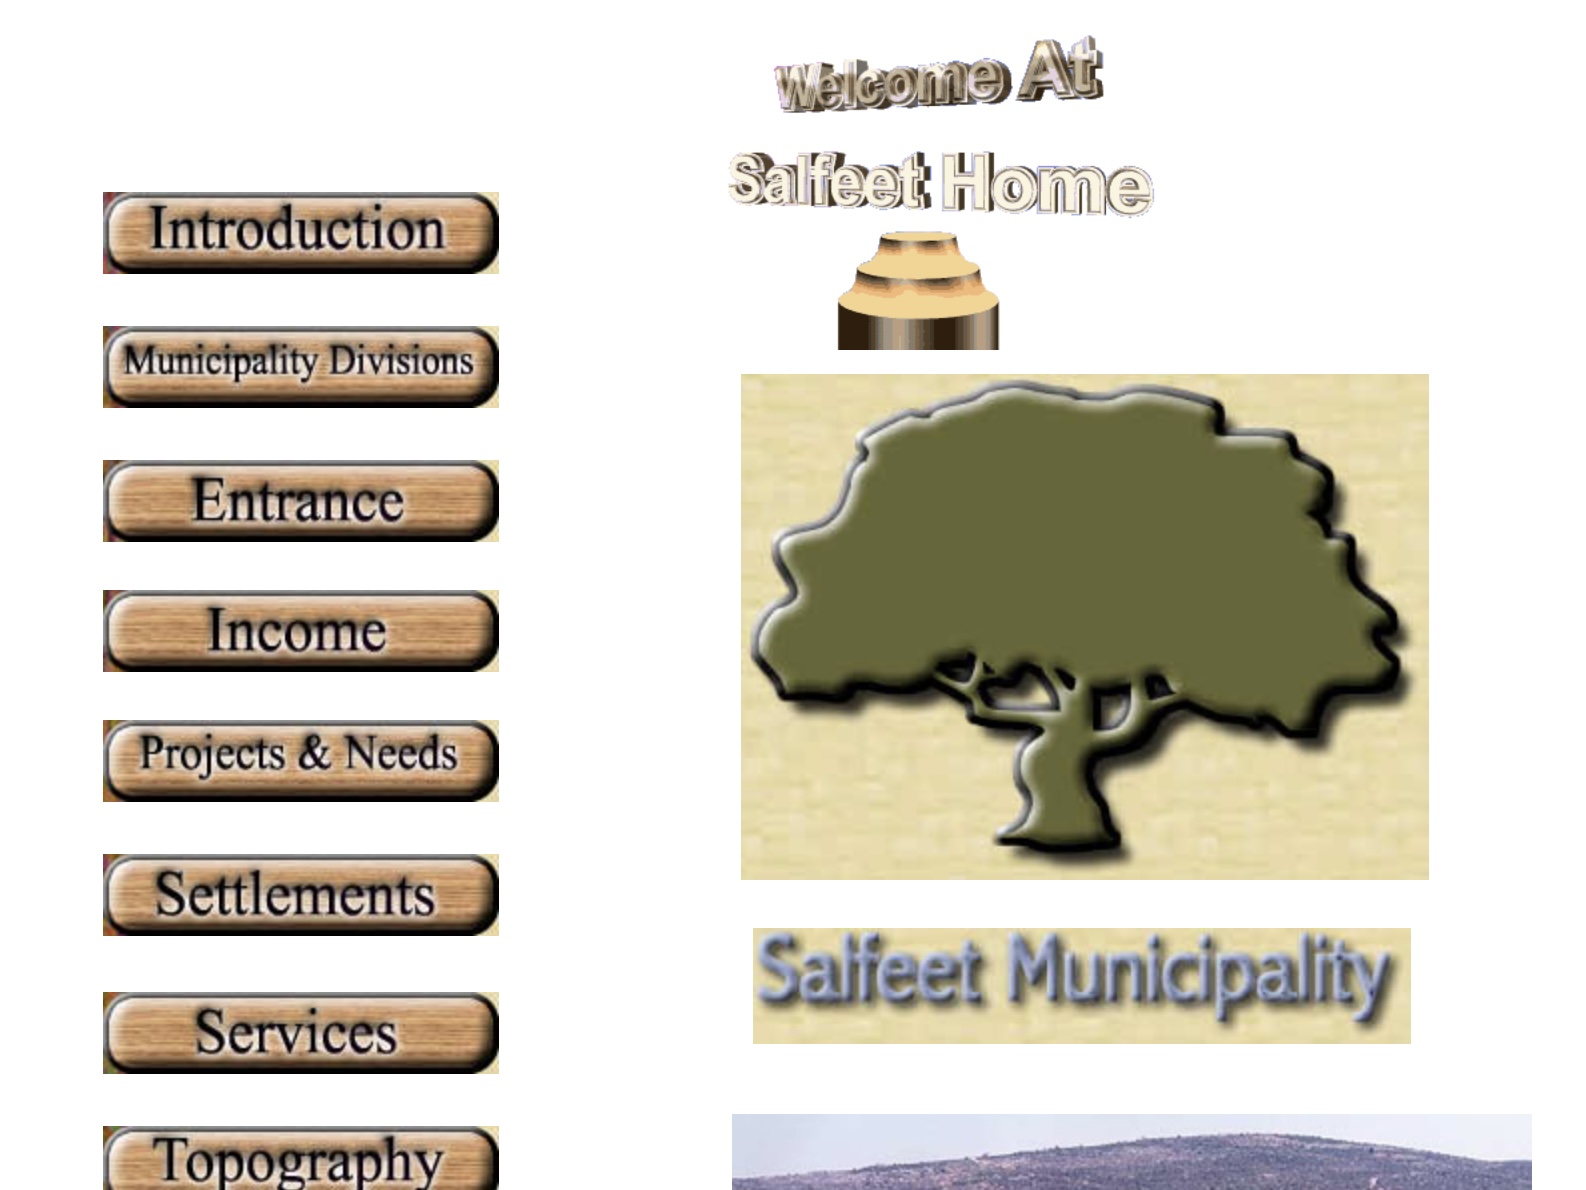 Welcome At
Salfeet Home
Introduction
Municipality Divisions
Entrance
Income
Projects & Needs
Settlements
Services
Topography
Salfeet Municipality